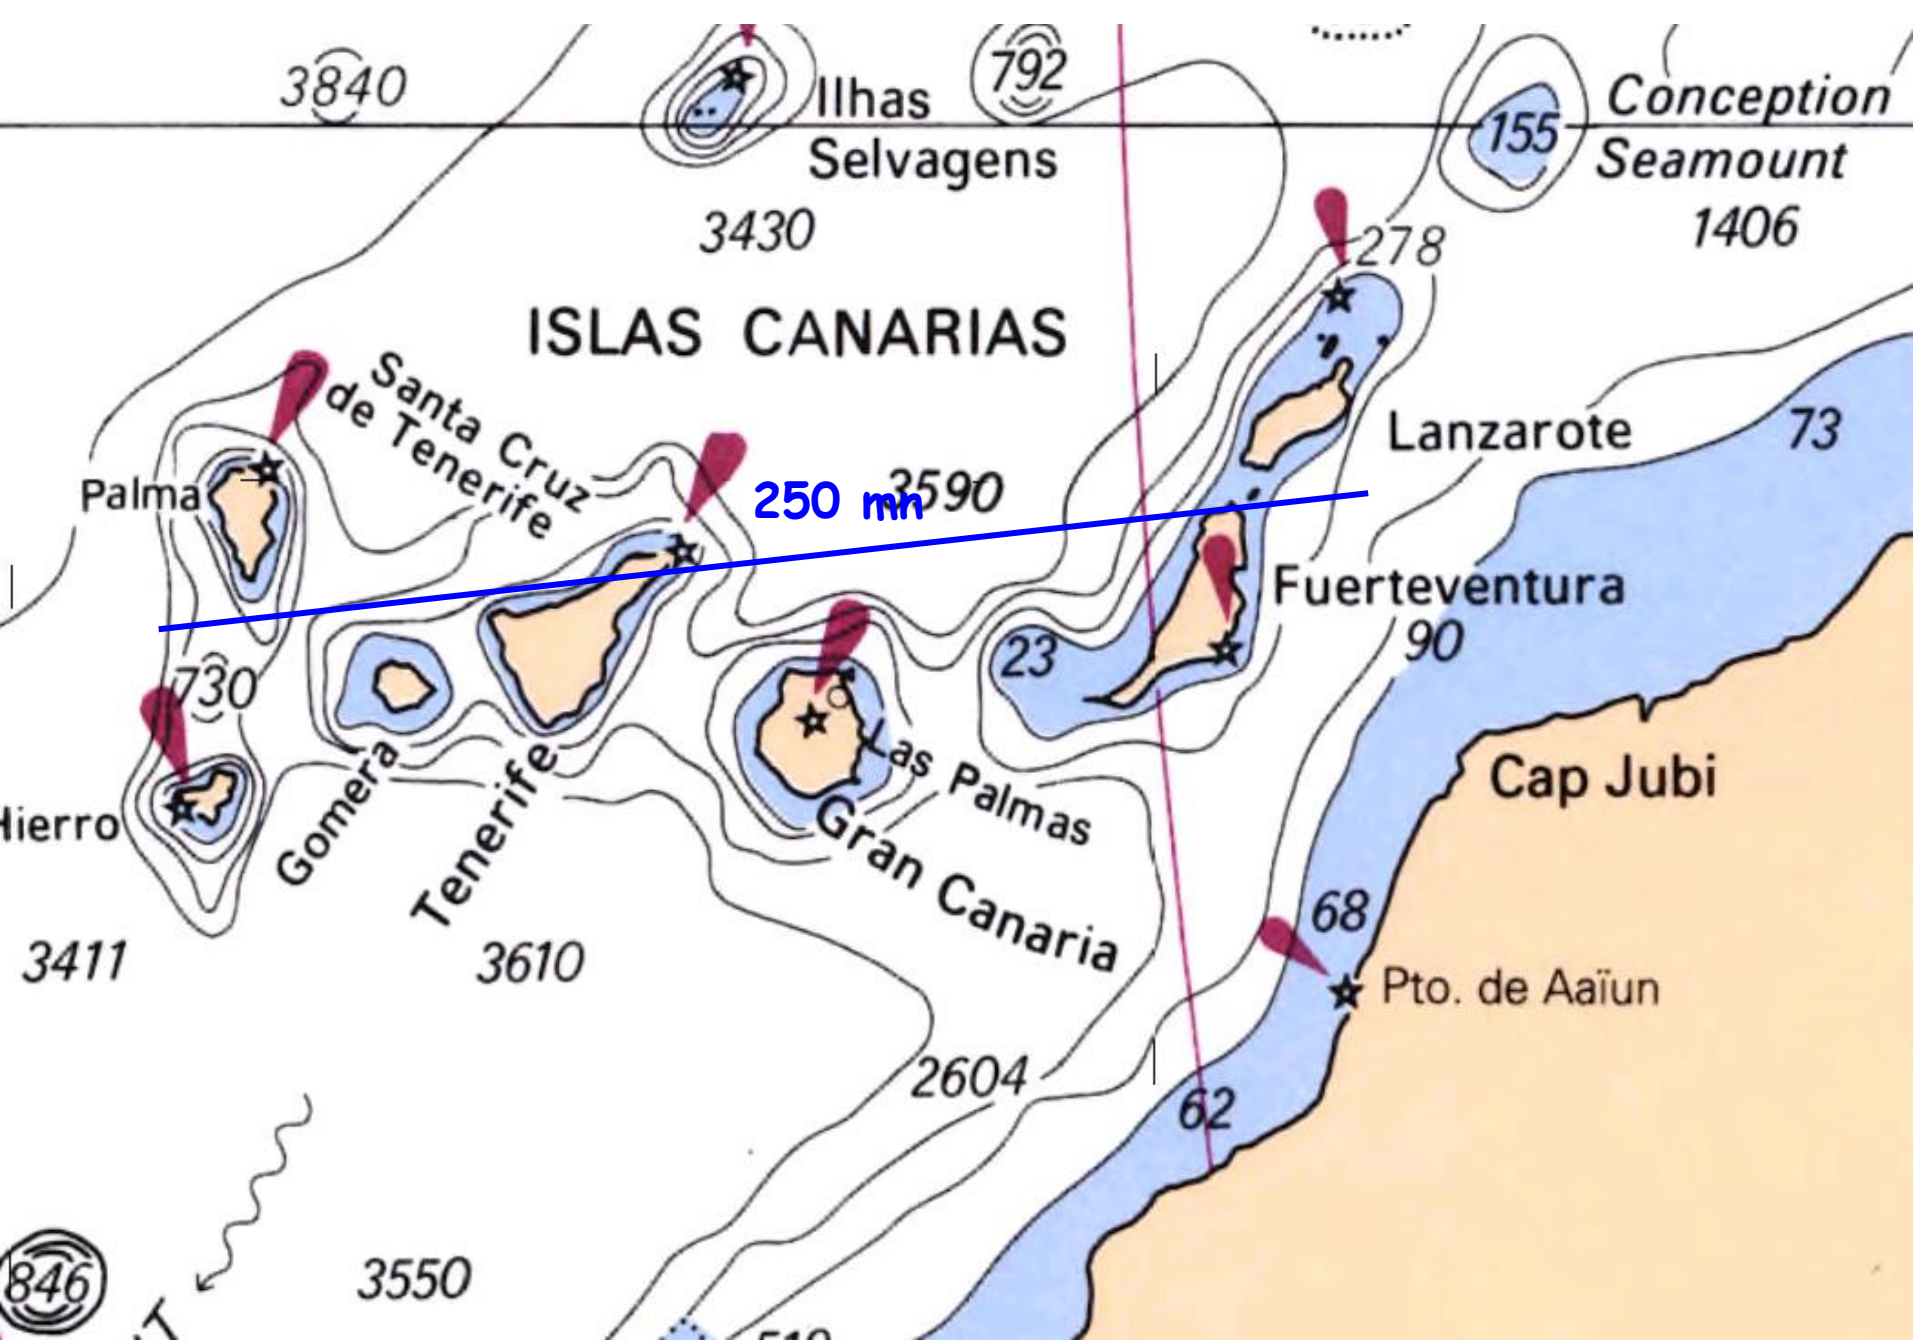 3840
792
Ilhas
Selvagens
Conception
155
Seamount
3430
278
1406
ISLAS CANARIAS
Santa Cruz
de Tenerife
Lanzarote
73
Palma
3590
250 mn
Fuerteventura
90
23
730
Las Palmas
Cap Jubi
Hierro
Gomera
Tenerife
Gran Canaria
68
3411
3610
Pto. de Aaïun
2604
62
846
3550